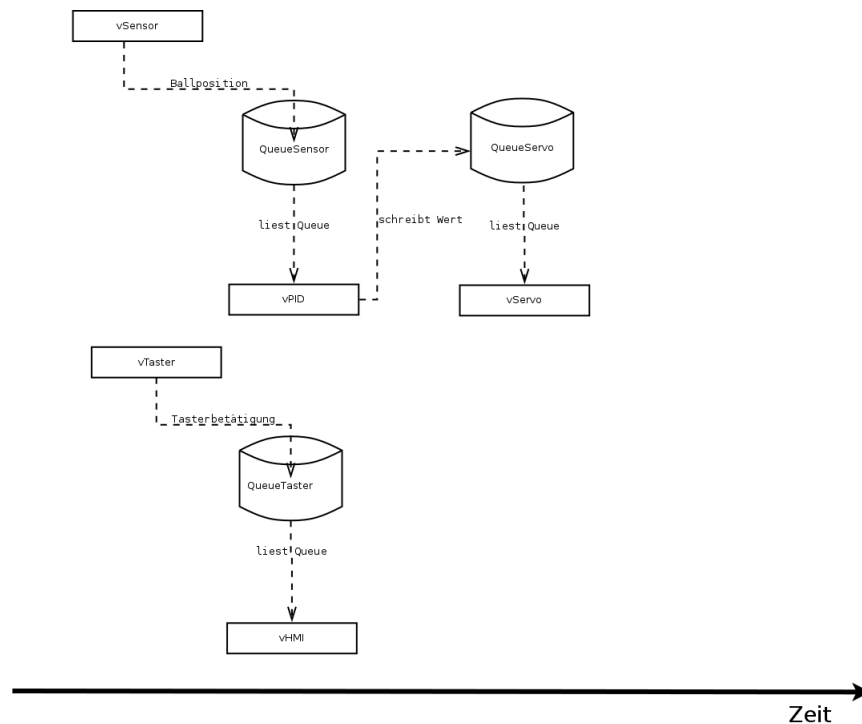 vSensor
Ballposition
QueueSensor
QueueServo
schreibt Wert
liest Queue
liest Queue
vPID
vServo
vTaster
Tasterbetätigung
QueueTaster
liest Queue
vHMI
Zeit